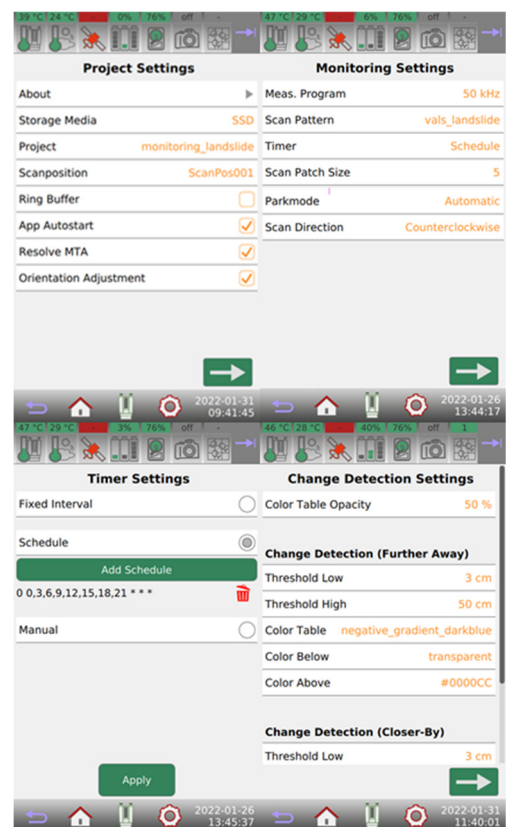 39 °C 24 °C - 0% 76% off -
Project Settings
About
Storage Media SSD
Project monitoring_landslide
Scanposition ScanPos001
Ring Buffer
App Autostart
Resolve MTA
Orientation Adjustment
2022-01-31
09:41:45
47 °C 29 °C - 6% 76% off -
Monitoring Settings
Meas. Program 50 kHz
Scan Pattern vals_landslide
Timer Schedule
Scan Patch Size 5
Parkmode Automatic
Scan Direction Counterclockwise
2022-01-26
13:44:17
47 °C 29 °C - 3% 76% off -
Timer Settings
Fixed Interval
Schedule
Add Schedule
0 0,3,6,9,12,15,18,21 * * *
Manual
Apply
2022-01-26
13:45:37
46 °C 28 °C - 40% 76% off 1
Change Detection Settings
Color Table Opacity 50 %
Change Detection (Further Away)
Threshold Low 3 cm
Threshold High 50 cm
Color Table negative_gradient_darkblue
Color Below transparent
Color Above #0000CC
Change Detection (Closer-By)
Threshold Low 3 cm
2022-01-31
11:40:01